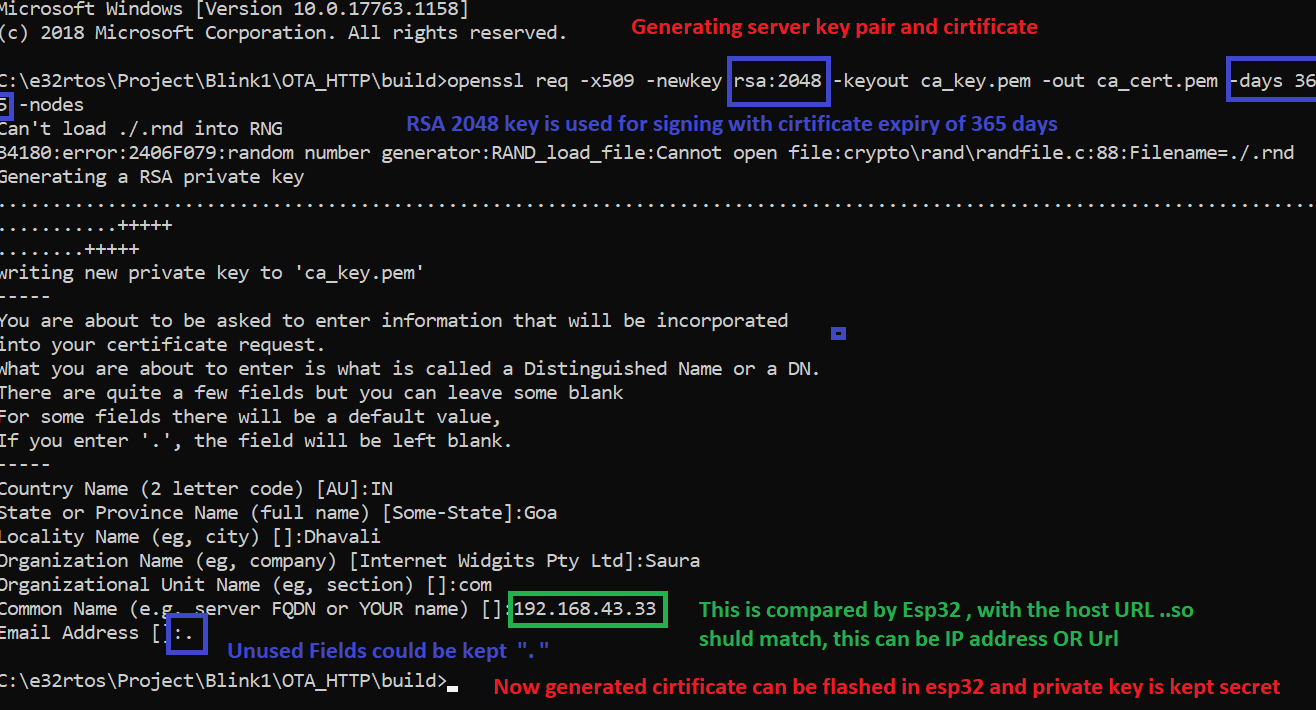 Microsoft Windows [Version 10.0.17763.1158]
(c) 2018 Microsoft Corporation. All rights reserved.
Generating server key pair and cirtificate
C:\e32rtos\Project\Blink1\OTA_HTTP\build>openssl req -x509 -newkey rsa:2048 -keyout ca_key.pem -out ca_cert.pem -days 36
5 -nodes
Can't load ./.rnd into RNG
RSA 2048 key is used for signing with cirtificate expiry of 365 days
34180:error:2406F079:random number generator:RAND_load_file:Cannot open file:crypto\rand\randfile.c:88:Filename=./.rnd
Generating a RSA private key
........................................................................................................................
...........+++++
........+++++
writing new private key to 'ca_key.pem'
-----
You are about to be asked to enter information that will be incorporated
into your certificate request.
What you are about to enter is what is called a Distinguished Name or a DN.
There are quite a few fields but you can leave some blank
For some fields there will be a default value,
If you enter '.', the field will be left blank.
-----
Country Name (2 letter code) [AU]:IN
State or Province Name (full name) [Some-State]:Goa
Locality Name (eg, city) []:Dhavali
Organization Name (eg, company) [Internet Widgits Pty Ltd]:Saura
Organizational Unit Name (eg, section) []:com
Common Name (e.g. server FQDN or YOUR name) []:192.168.43.33
This is compared by Esp32 , with the host URL ..so
shuld match, this can be IP address OR Url
Email Address []:.
Unused Fields could be kept ". "
C:\e32rtos\Project\Blink1\OTA_HTTP\build>
Now generated cirtificate can be flashed in esp32 and private key is kept secret